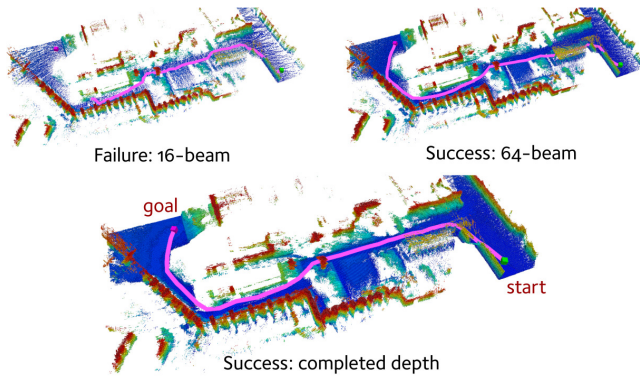 Failure: 16-beam
Success: 64-beam
goal
start
Success: completed depth